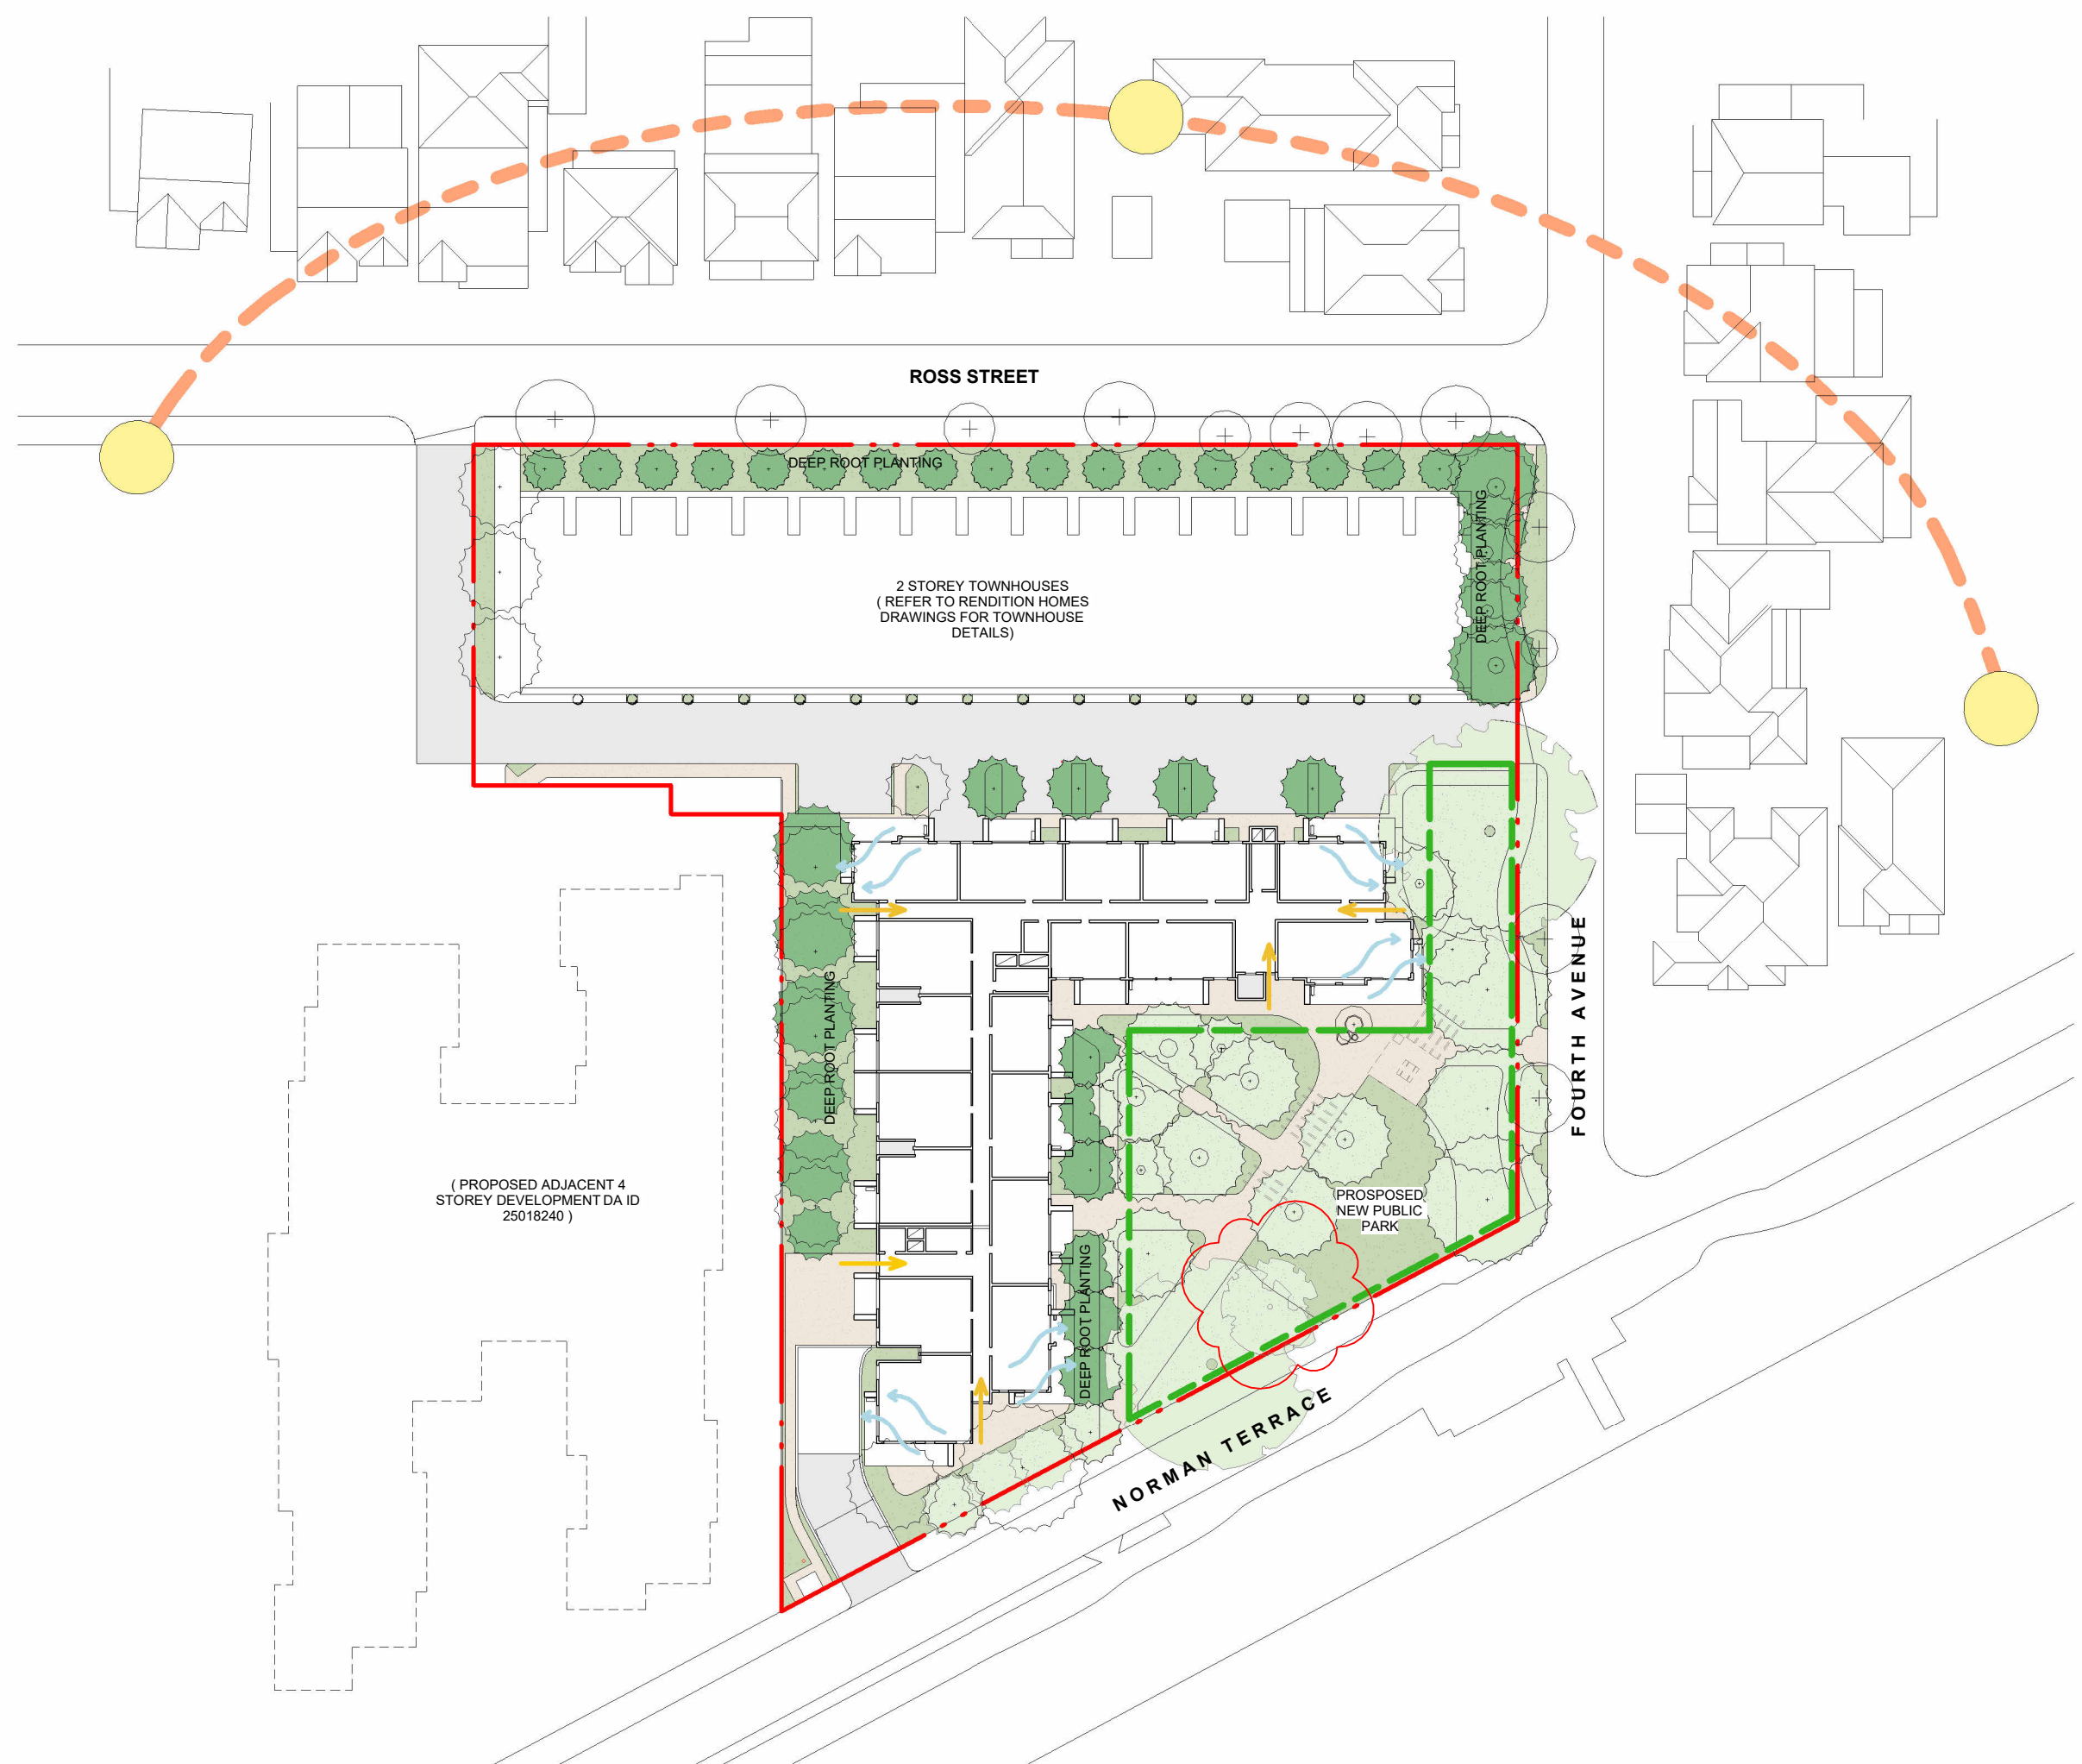 ROSS STREET
DEEP ROOT PLANTING
DEEP ROOT PLANTING
2 STOREY TOWNHOUSES
( REFER TO RENDITION HOMES
DRAWINGS FOR TOWNHOUSE
DETAILS)
FOURTH AVENUE
DEEP ROOT PLANTING
( PROPOSED ADJACENT 4
STOREY DEVELOPMENT DA ID
25018240 )
PROSPOSED
NEW PUBLIC
PARK
DEEP ROOT PLANTING
NORMAN TERRACE